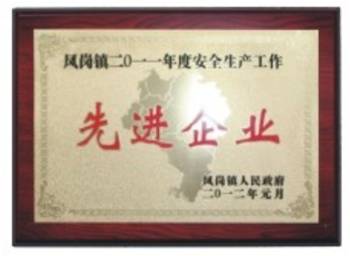 凤岗镇二〇一一年度安全生产工作
先进企业
凤岗镇人民政府
二〇一二年元月